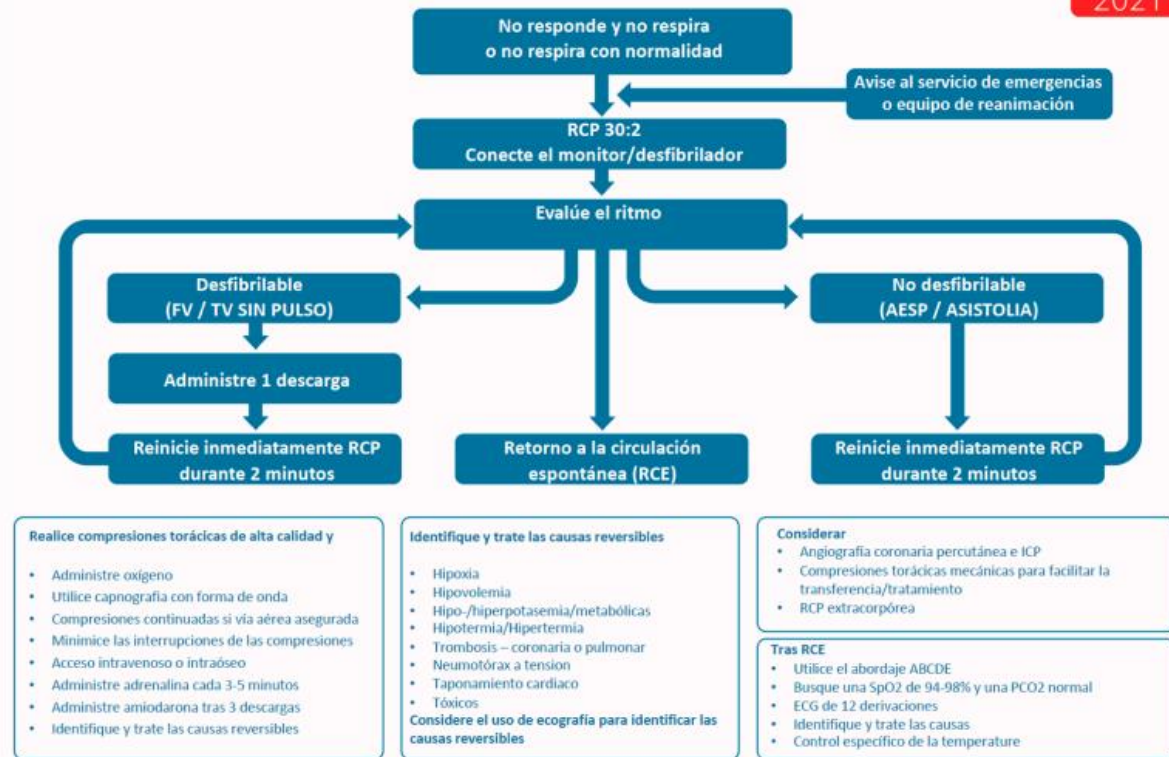 2021
No responde y no respira
o no respira con normalidad
Avise al servicio de emergencias
o equipo de reanimación
RCP 30:2
Conecte el monitor/desfibrilador
Evalúe el ritmo
Desfibrilable
(FV / TV SIN PULSO)
No desfibrilable
(AESP / ASISTOLIA)
Administre 1 descarga
Reinicie inmediatamente RCP
durante 2 minutos
Retorno a la circulación
espontánea (RCE)
Reinicie inmediatamente RCP
durante 2 minutos
Realice compresiones torácicas de alta calidad y
• Administre oxígeno
• Utilice capnografía con forma de onda
• Compresiones continuadas si vía aérea asegurada
• Minimice las interrupciones de las compresiones
• Acceso intravenoso o intraóseo
• Administre adrenalina cada 3-5 minutos
• Administre amiodarona tras 3 descargas
• Identifique y trate las causas reversibles
Identifique y trate las causas reversibles
• Hipoxia
• Hipovolemia
• Hipo-/hiperpotasemia/metabólicas
• Hipotermia/Hipertermia
• Trombosis – coronaria o pulmonar
• Neumotórax a tension
• Taponamiento cardiaco
• Tóxicos
Considere el uso de ecografía para identificar las
causas reversibles
Considerar
• Angiografía coronaria percutánea e ICP
• Compresiones torácicas mecánicas para facilitar la
transferencia/tratamiento
• RCP extracorpórea
Tras RCE
• Utilice el abordaje ABCDE
• Busque una SpO2 de 94-98% y una PCO2 normal
• ECG de 12 derivaciones
• Identifique y trate las causas
• Control específico de la temperature